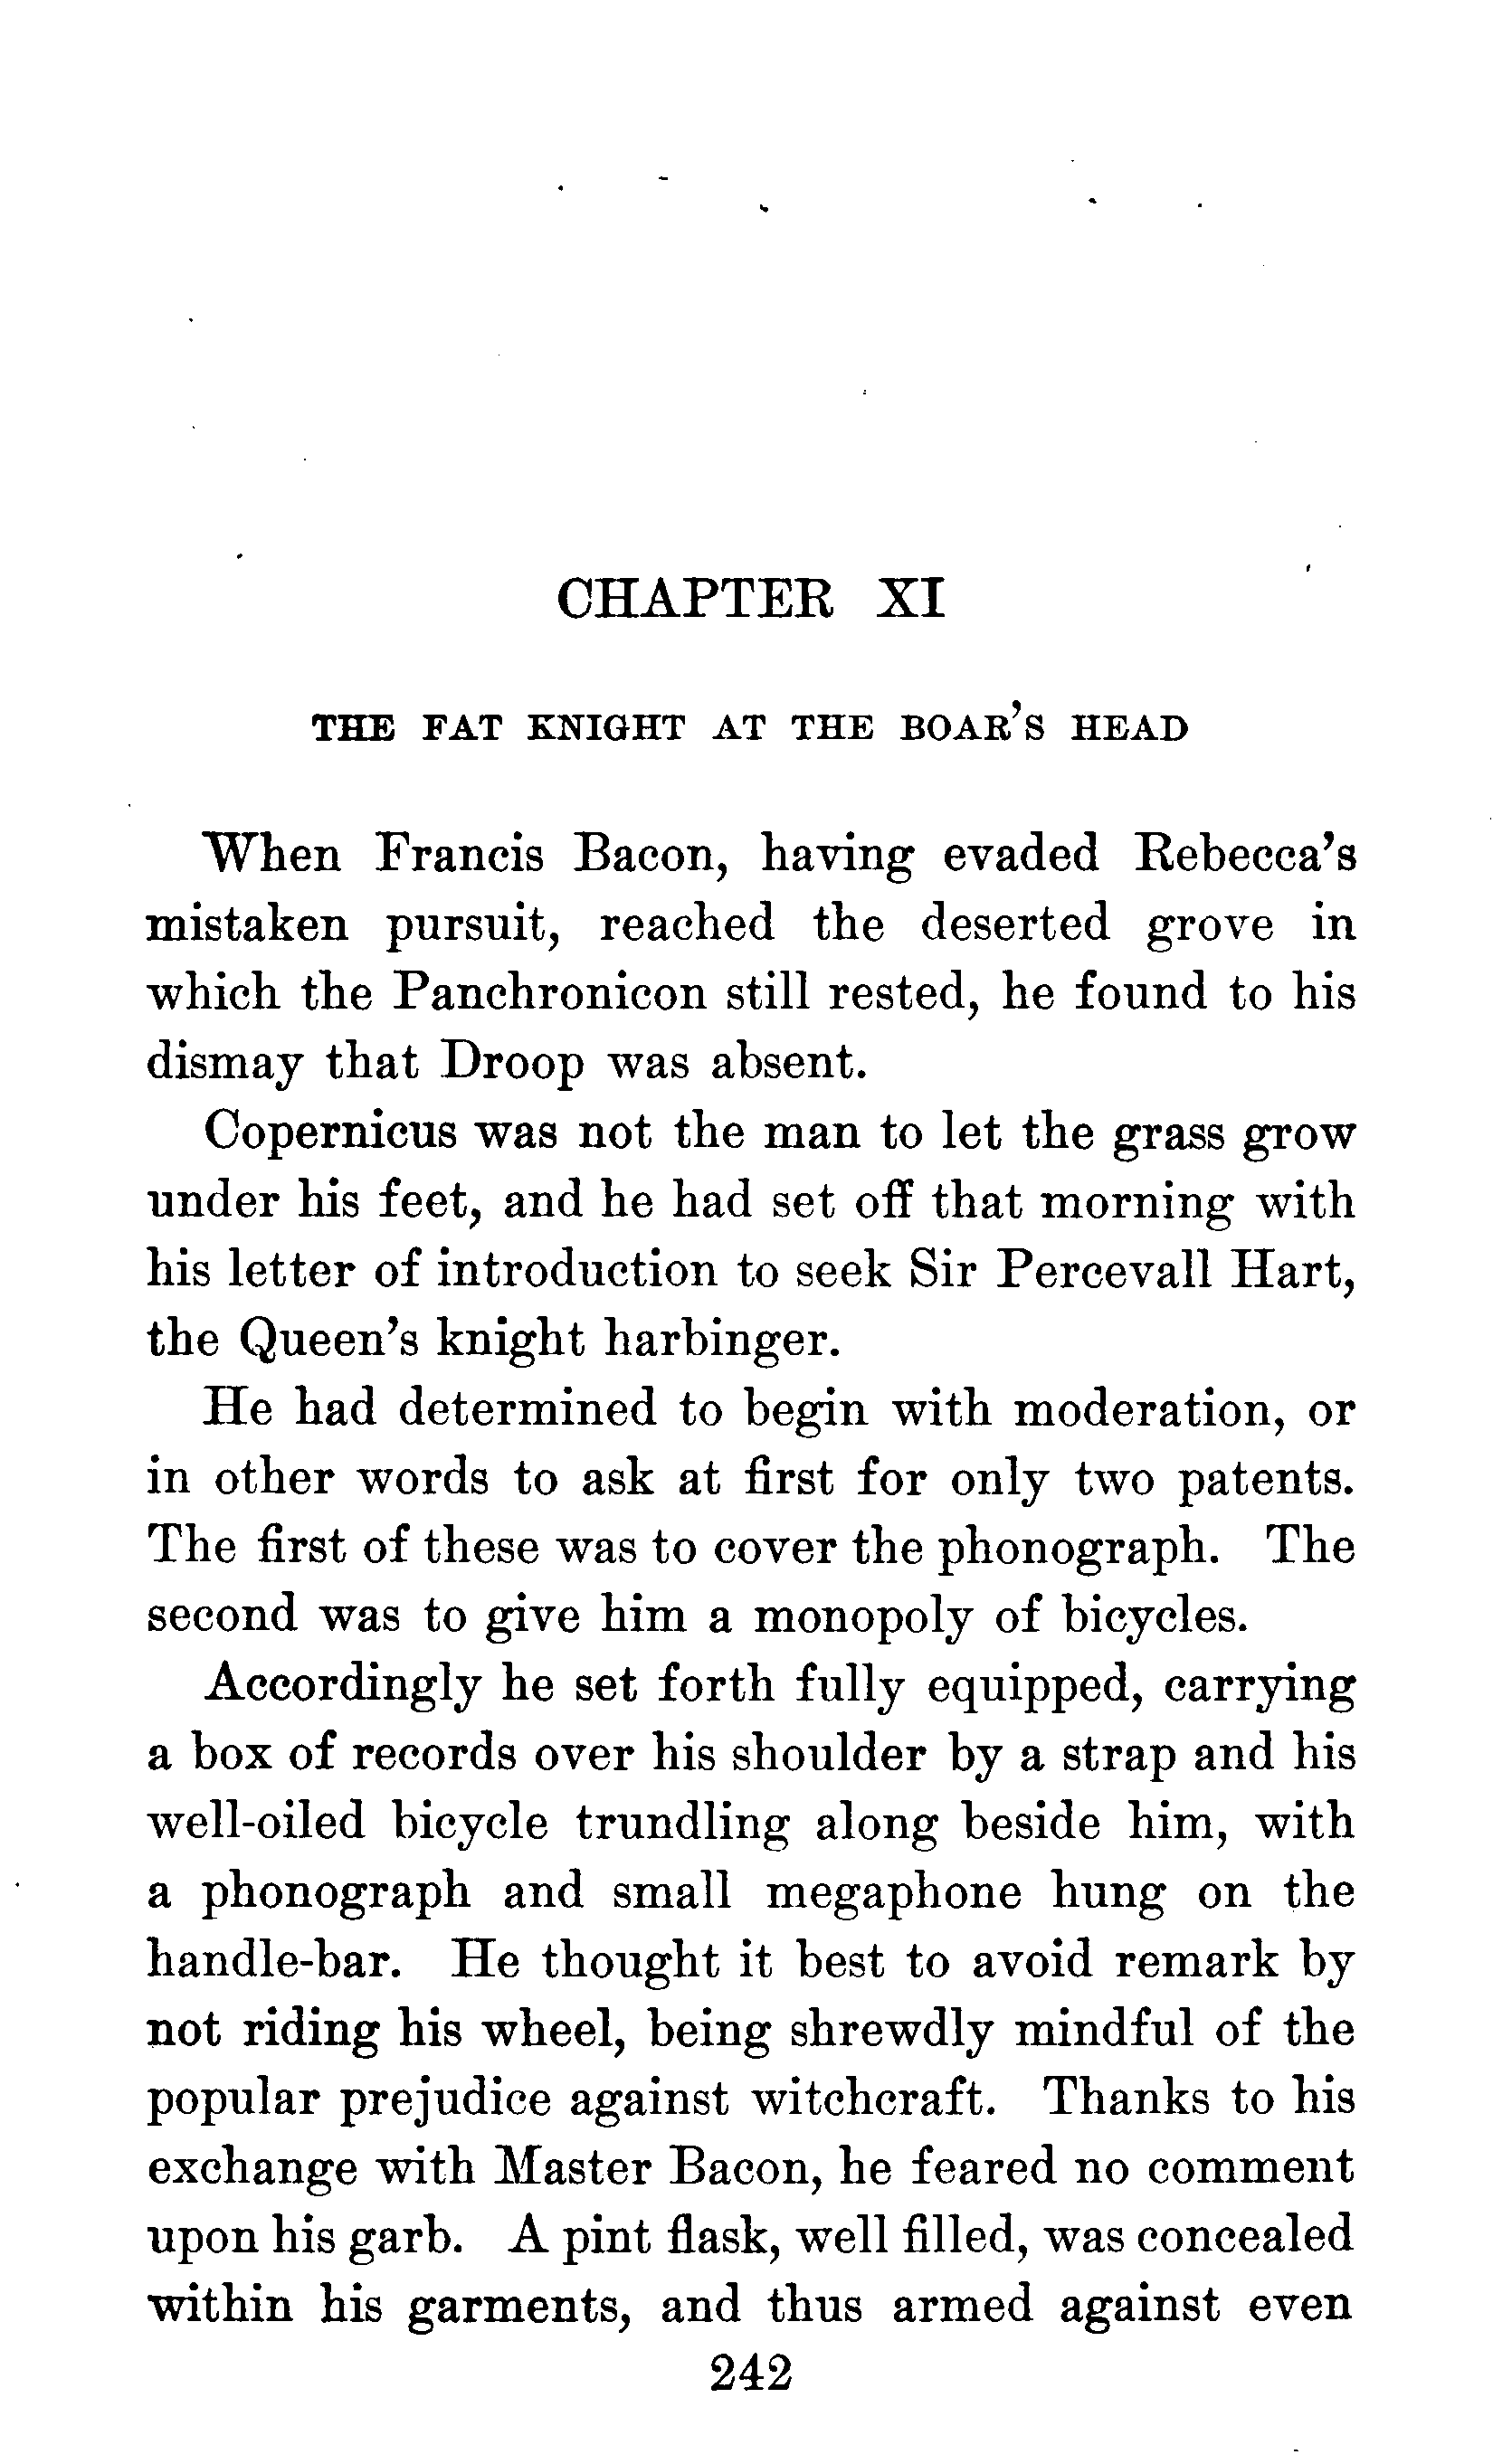 CHAPTER XI
THE FAT KNIGHT AT THE BOAR'S HEAD
When Francis Bacon, having evaded Rebecca's
mistaken pursuit, reached the deserted grove in
which the Panchronicon still rested, he found to his
dismay that Droop was absent.
Copernicus was not the man to let the grass grow
under his feet, and he had set off that morning with
his letter of introduction to seek Sir Percevall Hart,
the Queen's knight harbinger.
He had determined to begin with moderation, or
in other words to ask at first for only two patents.
The first of these was to cover the phonograph. The
second was to give him a monopoly of bicycles.
Accordingly he set forth fully equipped, carrying
a box of records over his shoulder by a strap and his
well-oiled bicycle trundling along beside him, with
a phonograph and small megaphone hung on the
handle-bar. He thought it best to avoid remark by
not riding his wheel, being shrewdly mindful of the
popular prejudice against witchcraft. Thanks to his
exchange with Master Bacon, he feared no comment
upon his garb. A pint flask, well filled, was concealed
within his garments, and thus armed against even
242